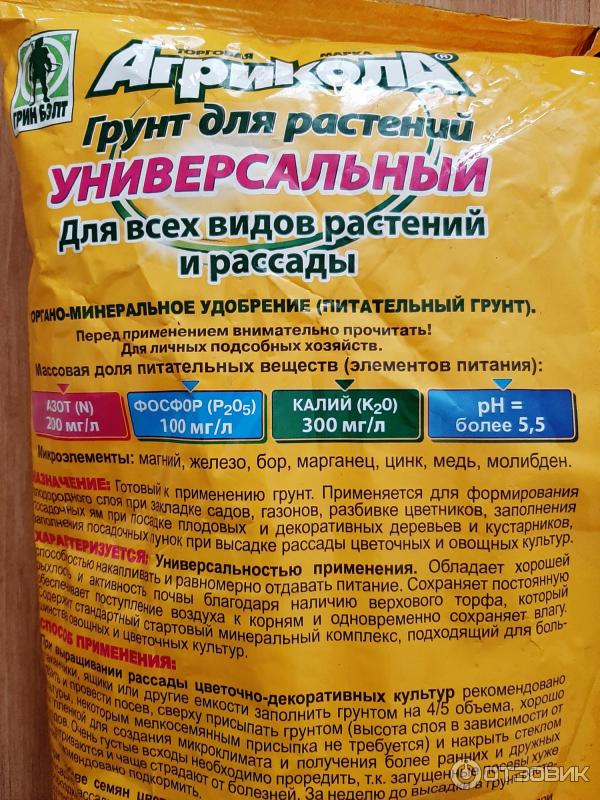 ТОРГОВАЯ МАРКА
Агрикола®
ГРИН БЭЛТ
Грунт для растений
УНИВЕРСАЛЬНЫЙ
Для всех видов растений
и рассады
ОРГАНО-МИНЕРАЛЬНОЕ УДОБРЕНИЕ (ПИТАТЕЛЬНЫЙ ГРУНТ).
Перед применением внимательно прочитать!
Для личных подсобных хозяйств.
Массовая доля питательных веществ (элементов питания):
АЗОТ (N)
200 мг/л
ФОСФОР (P2O5)
100 мг/л
КАЛИЙ (K2O)
300 мг/л
pH =
более 5,5
Микроэлементы: магний, железо, бор, марганец, цинк, медь, молибден.
НАЗНАЧЕНИЕ: Готовый к применению грунт. Применяется для формирования
плодородного слоя при закладке садов, газонов, разбивке цветников, заполнения
посадочных ям при посадке плодовых и декоративных деревьев и кустарников,
заполнения посадочных лунок при высадке рассады цветочных и овощных культур.
ХАРАКТЕРИЗУЕТСЯ: Универсальностью применения. Обладает хорошей
способностью накапливать и равномерно отдавать питание. Сохраняет постоянную
рыхлость и активность почвы благодаря наличию верхового торфа, который
обеспечивает поступление воздуха к корням и одновременно сохраняет влагу.
Содержит стандартный стартовый минеральный комплекс, подходящий для боль-
шинства овощных и цветочных культур.
СПОСОБ ПРИМЕНЕНИЯ:
При выращивании рассады цветочно-декоративных культур рекомендовано
ящики или другие емкости заполнить грунтом на 4/5 объема, хорошо
и провести посев, сверху присыпать грунтом (высота слоя в зависимости от
некоторым мелкосемянным присыпка не требуется) и накрыть стеклом
пленкой для создания микроклимата и получения более ранних и дружных
Очень густые всходы необходимо проредить, т.к. загущенные посевы хуже
и чаще страдают от болезней. За неделю до высадки в грунт
подкормить.
семян